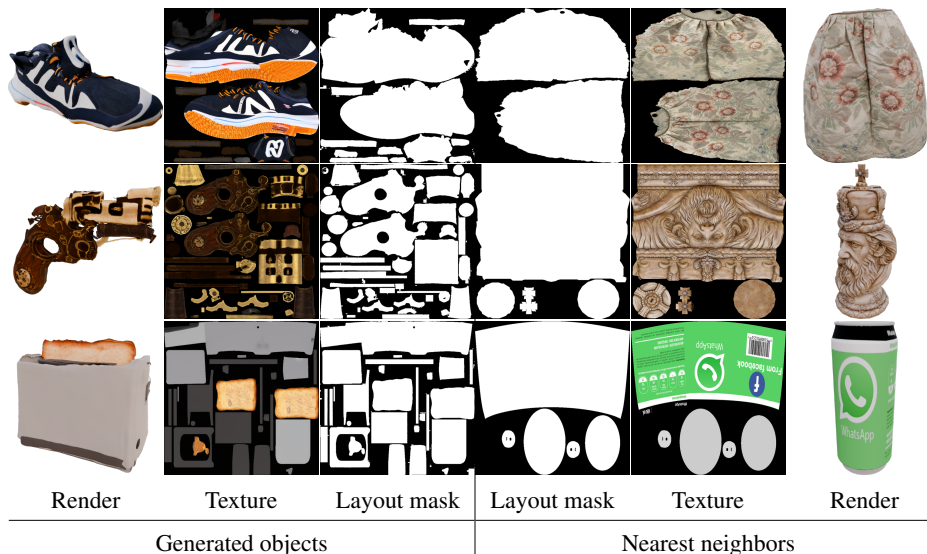 WhatsApp
From facebook
WhatsApp
Render
Texture
Layout mask
Layout mask
Texture
Render
Generated objects
Nearest neighbors